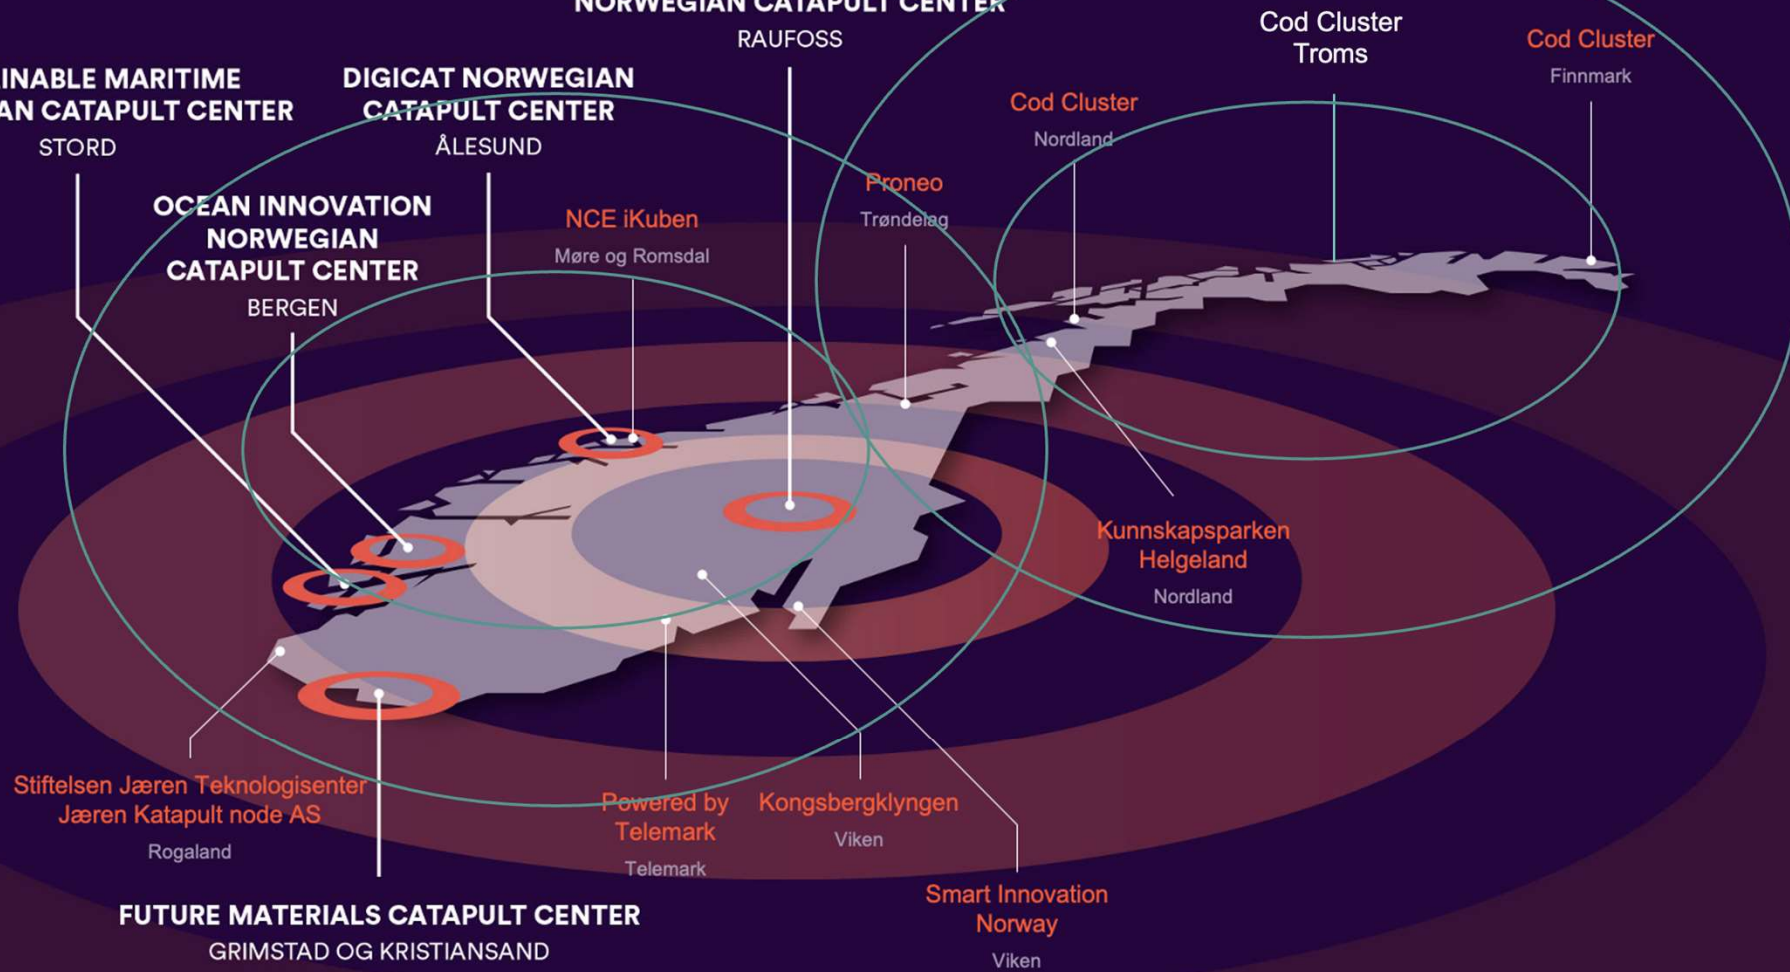 NORWEGIAN CATAPULT CENTER
RAUFOSS
Cod Cluster
Troms
Cod Cluster
Finnmark
INABLE MARITIME
AN CATAPULT CENTER
STORD
DIGICAT NORWEGIAN
CATAPULT CENTER
ÅLESUND
Cod Cluster
Nordland
Proneo
Trøndelag
OCEAN INNOVATION
NORWEGIAN
CATAPULT CENTER
BERGEN
NCE iKuben
Møre og Romsdal
Kunnskapsparken
Helgeland
Nordland
Stiftelsen Jæren Teknologisenter
Jæren Katapult node AS
Rogaland
Powered by
Telemark
Telemark
Kongsbergklyngen
Viken
Smart Innovation
Norway
Viken
FUTURE MATERIALS CATAPULT CENTER
GRIMSTAD OG KRISTIANSAND